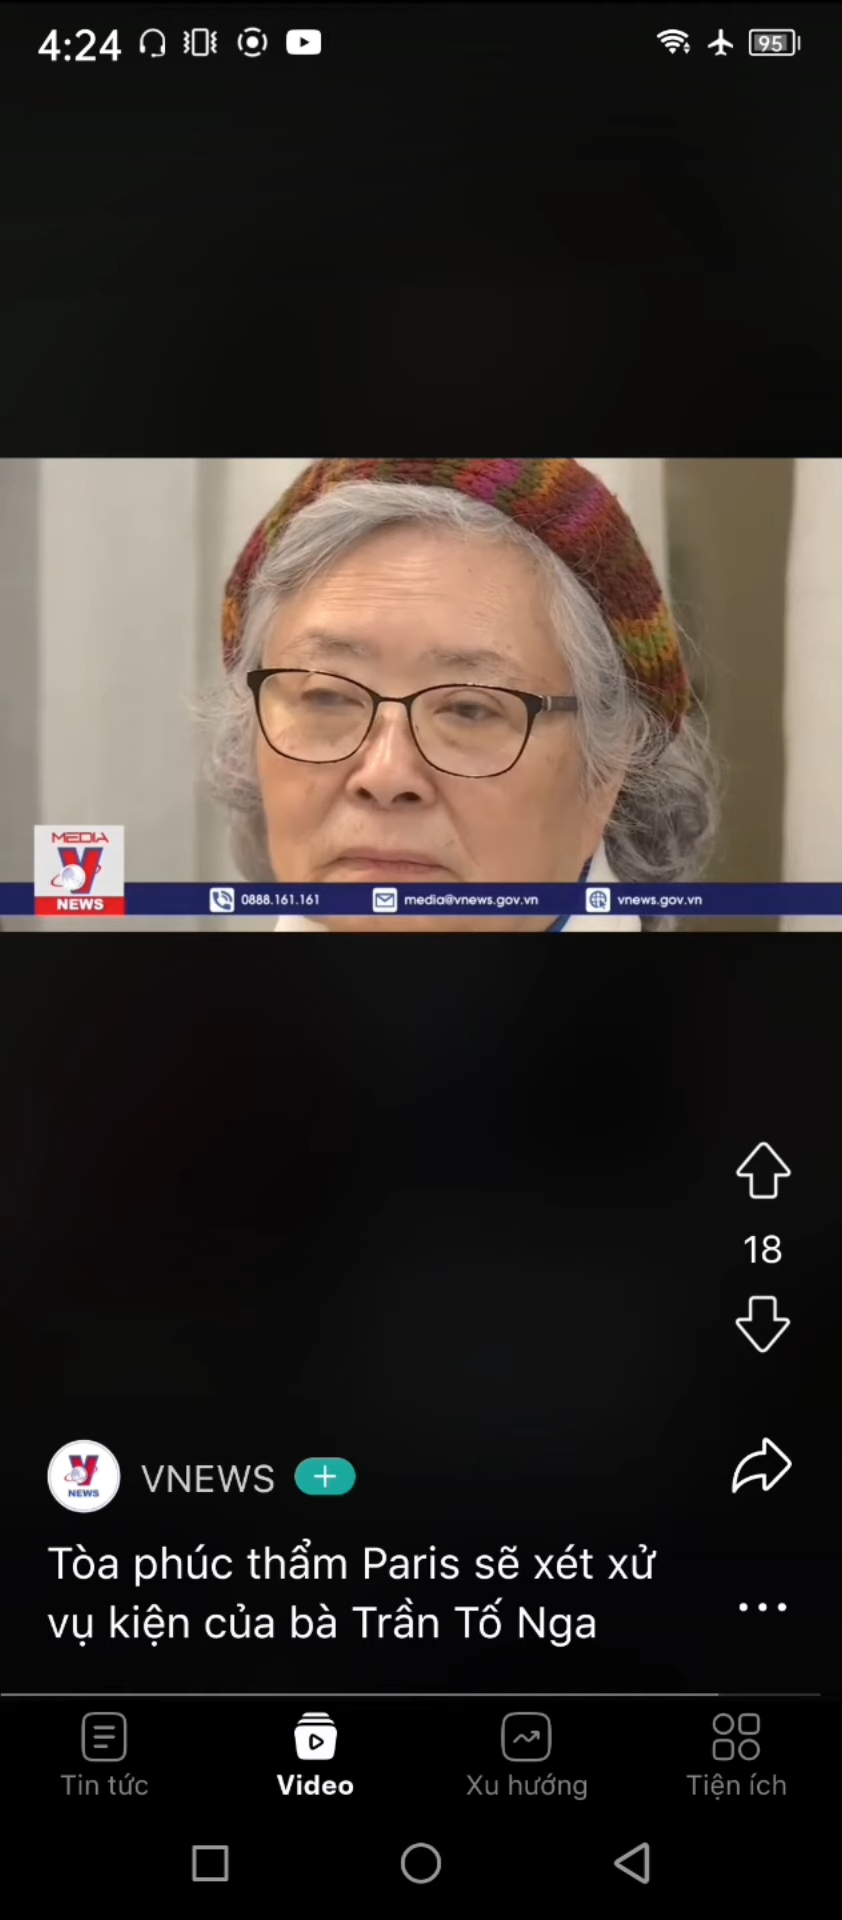 4:24
95
MEDIA
NEWS
0888.161.161
media@vnews.gov.vn
vnews.gov.vn
18
NEWS
VNEWS
Tòa phúc thẩm Paris sẽ xét xử
vụ kiện của bà Trần Tố Nga
Tin tức
Video
Xu hướng
Tiện ích